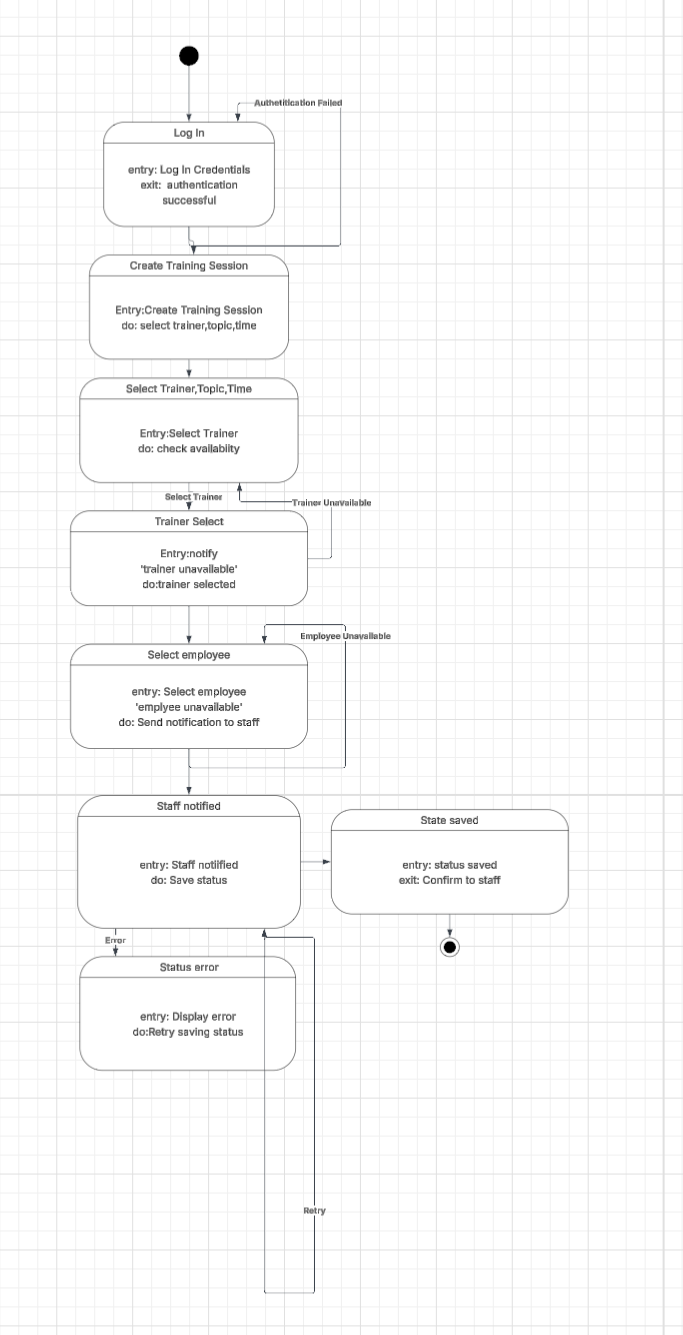 Authetitication Failed
Log In
entry: Log In Credentials
exit:  authentication
successful
Create Training Session
Entry:Create Training Session
do: select trainer,topic,time
Select Trainer,Topic,Time
Entry:Select Trainer
do: check availabiity
Select Trainer
Trainer Unavailable
Trainer Select
Entry:notify
'trainer unavailable'
do:trainer selected
Employee Unavailable
Select employee
entry: Select employee
'emplyee unavailable'
do: Send notification to staff
Staff notified
entry: Staff notiified
do: Save status
State saved
entry: status saved
exit: Confirm to staff
Error
Status error
entry: Display error
do:Retry saving status
Retry